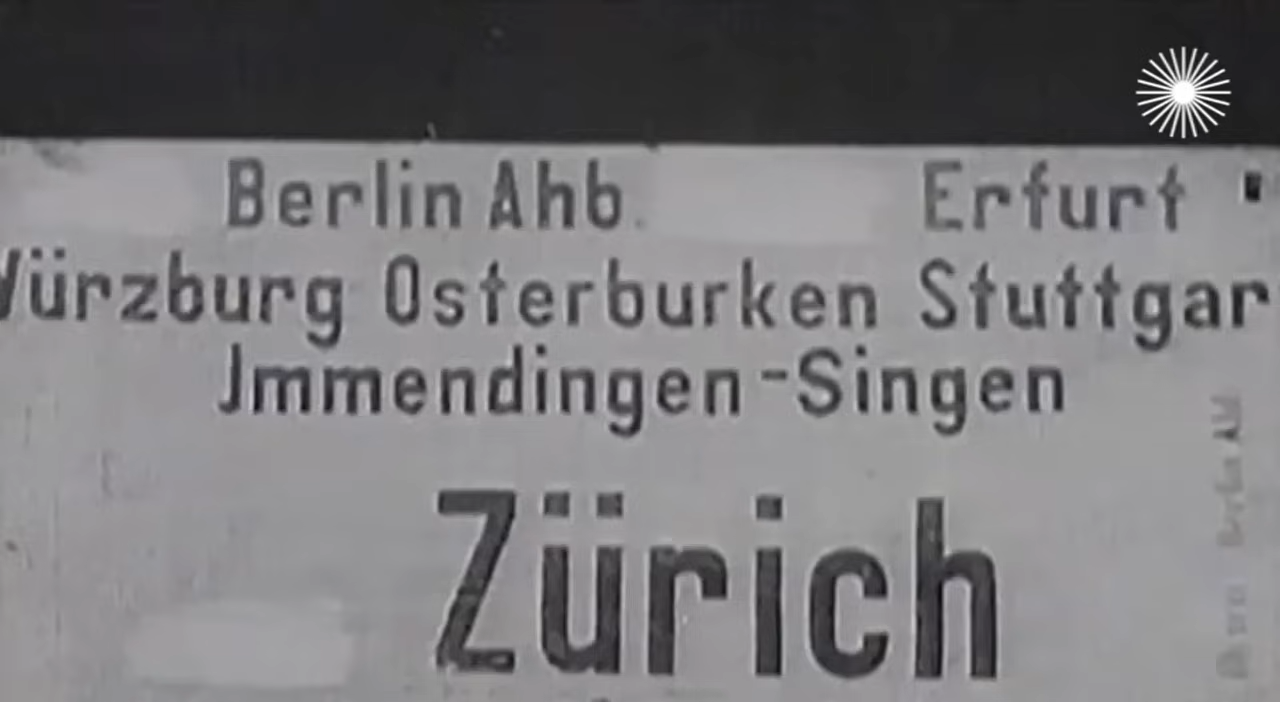 Berlin Ahb. Erfurt
Würzburg Osterburken Stuttgar
Jmmendingen-Singen
Zürich